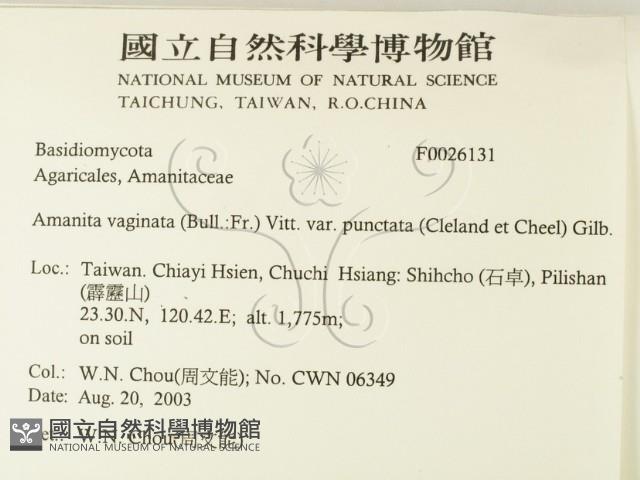 國立自然科學博物館
NATIONAL MUSEUM OF NATURAL SCIENCE
TAICHUNG, TAIWAN, R.O.CHINA
Basidiomycota F0026131
Agaricales, Amanitaceae
Amanita vaginata (Bull.:Fr.) Vitt. var. punctata (Cleland et Cheel) Gilb.
Loc.: Taiwan. Chiayi Hsien, Chuchi Hsiang: Shihcho (石卓), Pilishan
(霹靂山)
23.30.N, 120.42.E; alt. 1,775m;
on soil
Col.: W.N. Chou(周文能); No. CWN 06349
Date: Aug. 20, 2003
W.N. Chou(周文能)
國立自然科學博物館
NATIONAL MUSEUM OF NATURAL SCIENCE